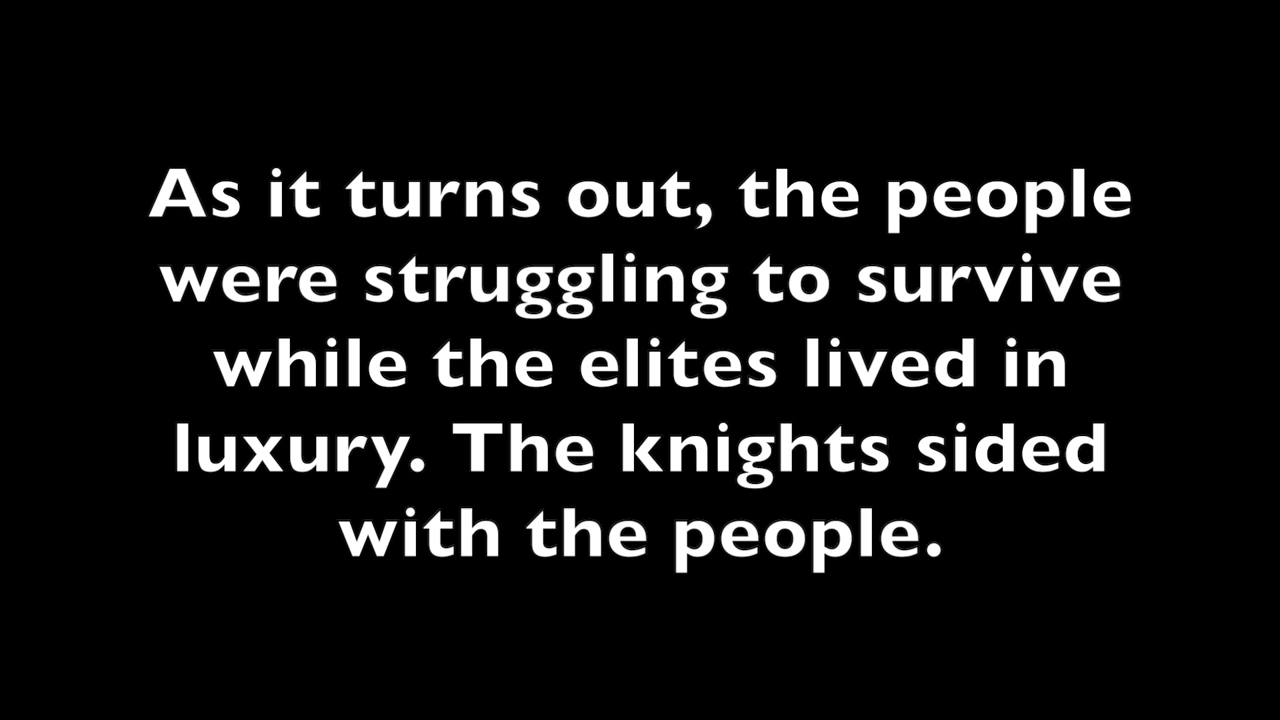 As it turns out, the people
were struggling to survive
while the elites lived in
luxury. The knights sided
with the people.